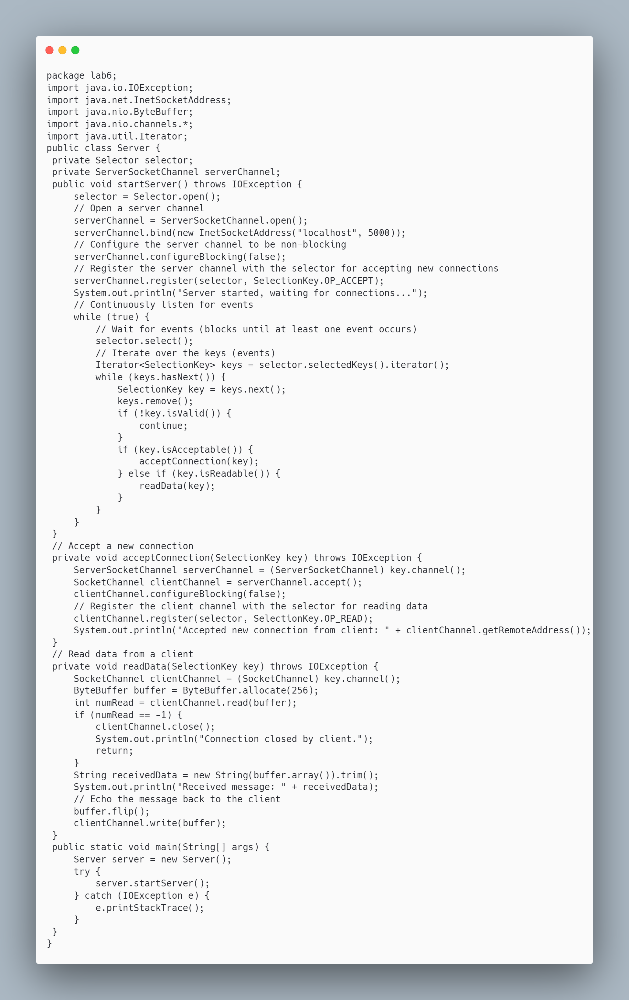 package lab6;
import java.io.IOException;
import java.net.InetSocketAddress;
import java.nio.ByteBuffer;
import java.nio.channels.*;
import java.util.Iterator;
public class Server {
 private Selector selector;
 private ServerSocketChannel serverChannel;
 public void startServer() throws IOException {
     selector = Selector.open();
     // Open a server channel
     serverChannel = ServerSocketChannel.open();
     serverChannel.bind(new InetSocketAddress("localhost", 5000));
     // Configure the server channel to be non-blocking
     serverChannel.configureBlocking(false);
     // Register the server channel with the selector for accepting new connections
     serverChannel.register(selector, SelectionKey.OP_ACCEPT);
     System.out.println("Server started, waiting for connections...");
     // Continuously listen for events
     while (true) {
         // Wait for events (blocks until at least one event occurs)
         selector.select();
         // Iterate over the keys (events)
         Iterator<SelectionKey> keys = selector.selectedKeys().iterator();
         while (keys.hasNext()) {
             SelectionKey key = keys.next();
             keys.remove();
             if (!key.isValid()) {
                 continue;
             }
             if (key.isAcceptable()) {
                 acceptConnection(key);
             } else if (key.isReadable()) {
                 readData(key);
             }
         }
     }
 }
 // Accept a new connection
 private void acceptConnection(SelectionKey key) throws IOException {
     ServerSocketChannel serverChannel = (ServerSocketChannel) key.channel();
     SocketChannel clientChannel = serverChannel.accept();
     clientChannel.configureBlocking(false);
     // Register the client channel with the selector for reading data
     clientChannel.register(selector, SelectionKey.OP_READ);
     System.out.println("Accepted new connection from client: " + clientChannel.getRemoteAddress());
 }
 // Read data from a client
 private void readData(SelectionKey key) throws IOException {
     SocketChannel clientChannel = (SocketChannel) key.channel();
     ByteBuffer buffer = ByteBuffer.allocate(256);
     int numRead = clientChannel.read(buffer);
     if (numRead == -1) {
         clientChannel.close();
         System.out.println("Connection closed by client.");
         return;
     }
     String receivedData = new String(buffer.array()).trim();
     System.out.println("Received message: " + receivedData);
     // Echo the message back to the client
     buffer.flip();
     clientChannel.write(buffer);
 }
 public static void main(String[] args) {
     Server server = new Server();
     try {
         server.startServer();
     } catch (IOException e) {
         e.printStackTrace();
     }
 }
}